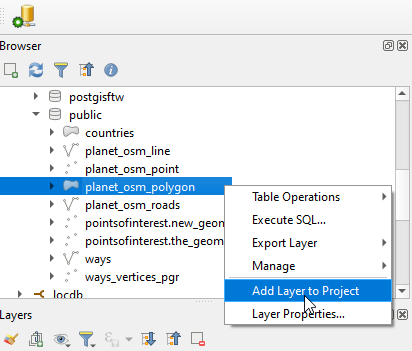 Browser
postgisftw
public
countries
planet_osm_line
planet_osm_point
planet_osm_polygon
planet_osm_roads
pointsofinterest.new_geom
pointsofinterest.the_geom
ways
ways_vertices_pgr
locdb
Table Operations
Execute SQL...
Export Layer
Manage
Add Layer to Project
Layer Properties...
Layers